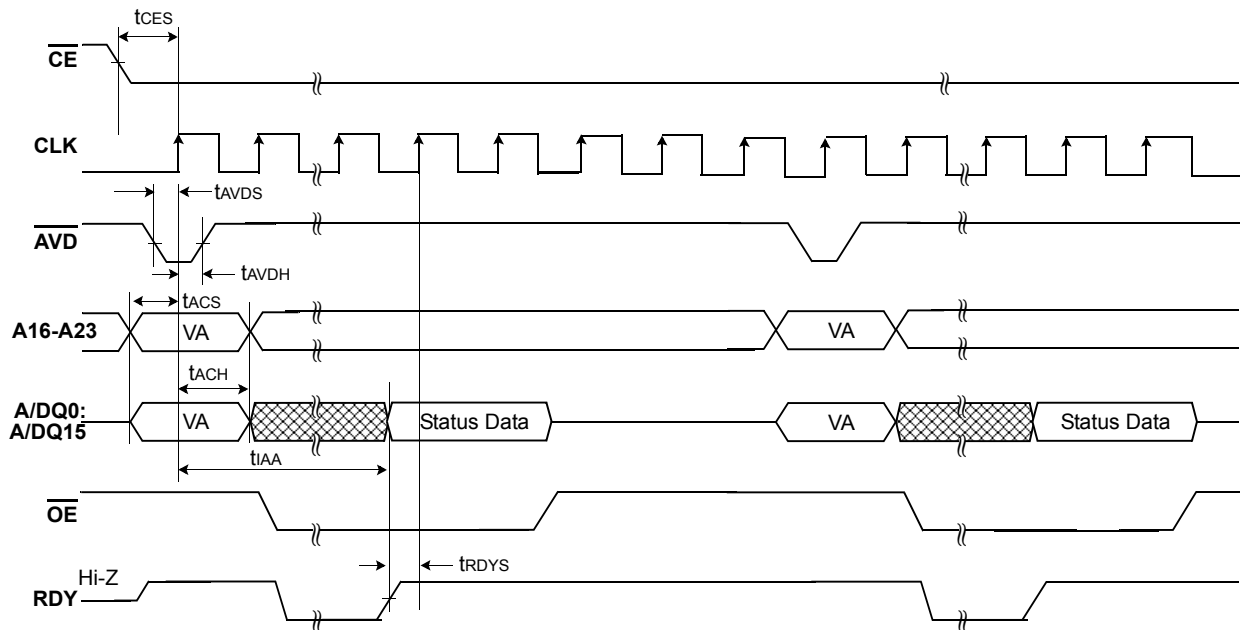 tCES
CE
CLK
tAVDS
AVD
tAVDH
tACS
A16-A23
VA
VA
tACH
A/DQ0:
A/DQ15
VA
Status Data
VA
Status Data
tIAA
OE
tRDYS
Hi-Z
RDY